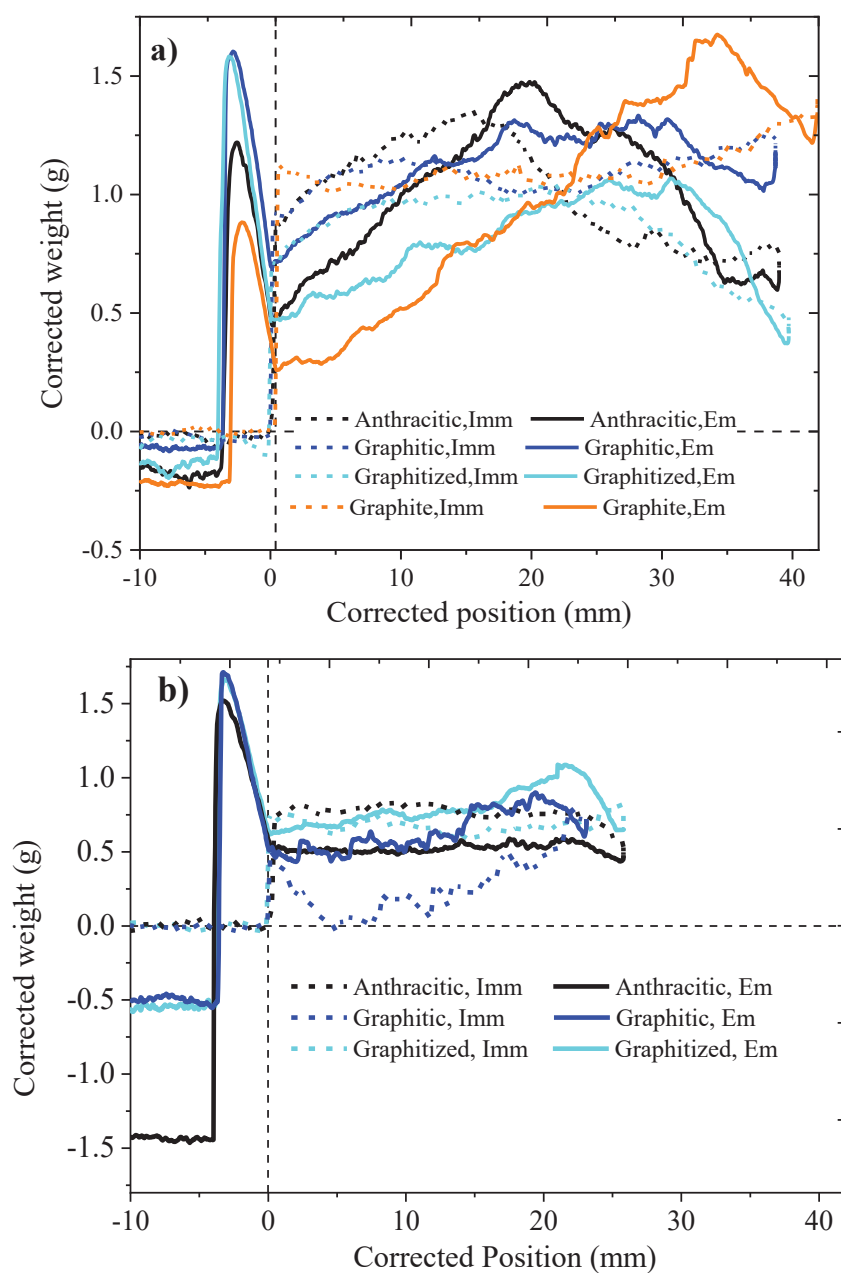 a)
Corrected weight (g)
1.5
1.0
0.5
0.0
-0.5
Anthracitic,Imm Anthracitic,Em
Graphitic,Imm Graphitic,Em
Graphitized,Imm Graphitized,Em
Graphite,Imm Graphite,Em
-10 0 10 20 30 40
Corrected position (mm)
b)
Corrected weight (g)
1.5
1.0
0.5
0.0
-0.5
-1.0
-1.5
Anthracitic, Imm Anthracitic, Em
Graphitic, Imm Graphitic, Em
Graphitized, Imm Graphitized, Em
-10 0 10 20 30 40
Corrected Position (mm)